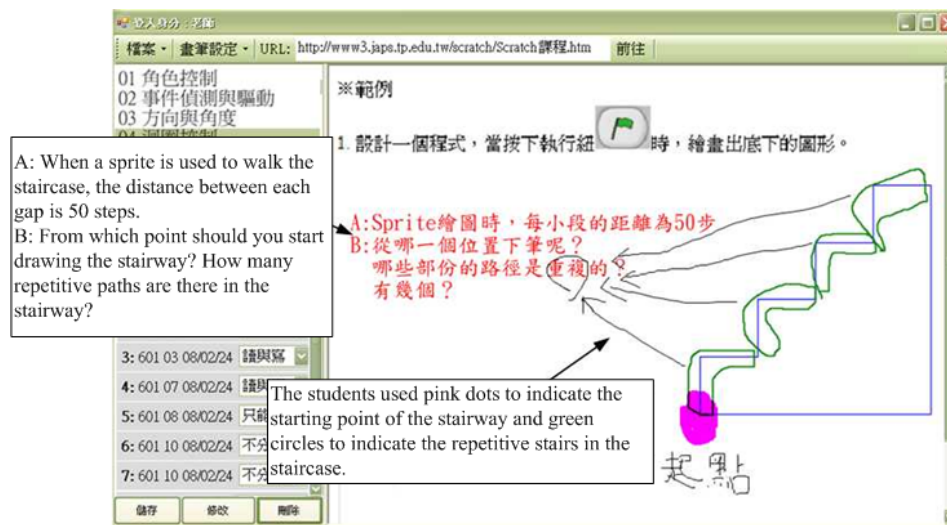 登入身分：老師
檔案 畫筆設定 URL: http://www3.japs.tp.edu.tw/scratch/Scratch課程.htm 前往
01 角色控制
02 事件偵測與驅動
03 方向與角度
04 迴圈控制
※範例
1. 設計一個程式，當按下執行紐 時，繪畫出底下的圖形。
A: When a sprite is used to walk the
staircase, the distance between each
gap is 50 steps.
B: From which point should you start
drawing the stairway? How many
repetitive paths are there in the
stairway?
A:Sprite繪圖時，每小段的距離為50步
B:從哪一個位置下筆呢？
哪些部份的路徑是重複的？
有幾個？
3: 601 03 08/02/24 讀與寫
4: 601 07 08/02/24 讀與
5: 601 08 08/02/24 只能
6: 601 10 08/02/24 不分
7: 601 10 08/02/24 不分
The students used pink dots to indicate the
starting point of the stairway and green
circles to indicate the repetitive stairs in the
staircase.
起點
儲存 修改 刪除